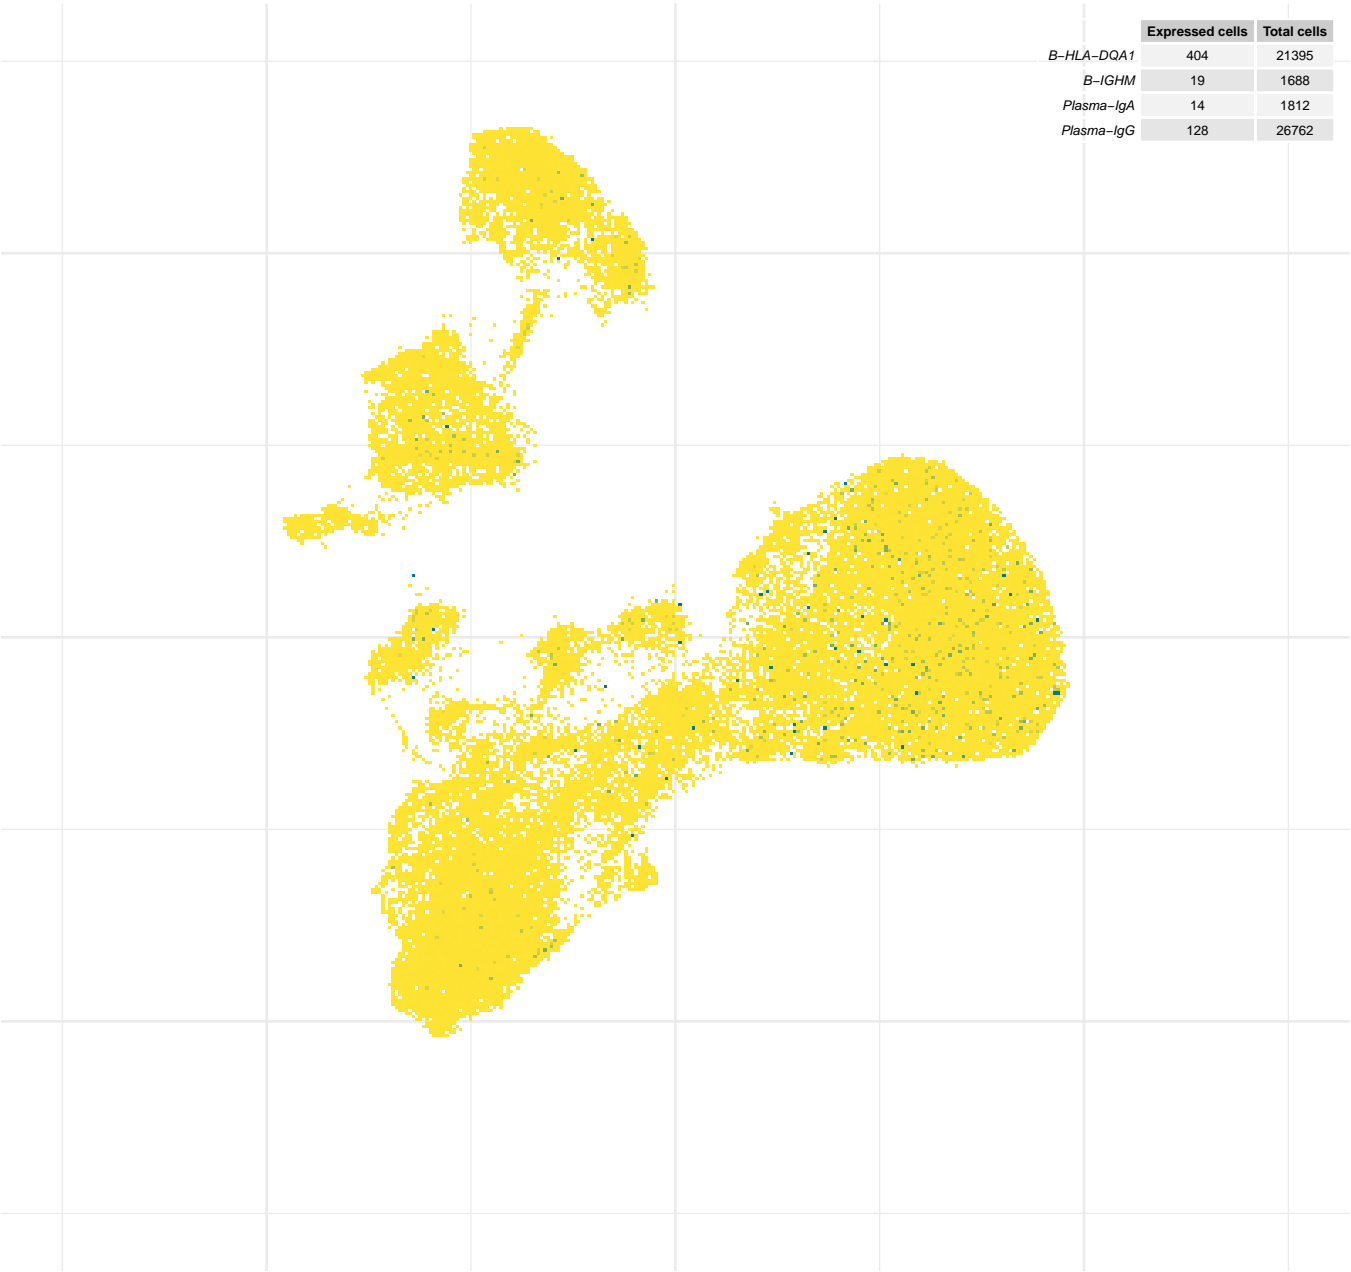 Expressed cells Total cells
B−HLA−DQA1 404 21395
B−IGHM 19 1688
Plasma−IgA 14 1812
Plasma−IgG 128 26762